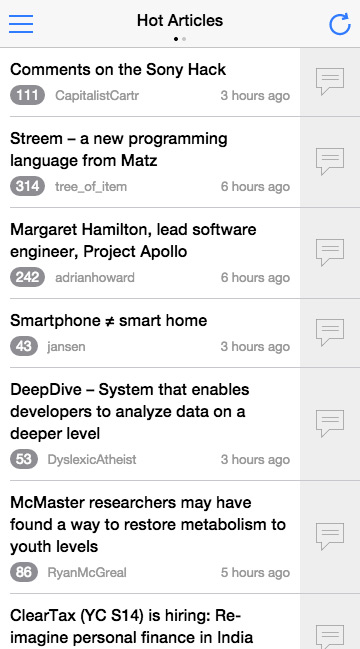 Hot Articles
Comments on the Sony Hack
111 CapitalistCartr 3 hours ago
Streem – a new programming
language from Matz
314 tree_of_item 6 hours ago
Margaret Hamilton, lead software
engineer, Project Apollo
242 adrianhoward 6 hours ago
Smartphone ≠ smart home
43 jansen 3 hours ago
DeepDive – System that enables
developers to analyze data on a
deeper level
53 DyslexicAtheist 3 hours ago
McMaster researchers may have
found a way to restore metabolism to
youth levels
86 RyanMcGreal 5 hours ago
ClearTax (YC S14) is hiring: Re-
imagine personal finance in India